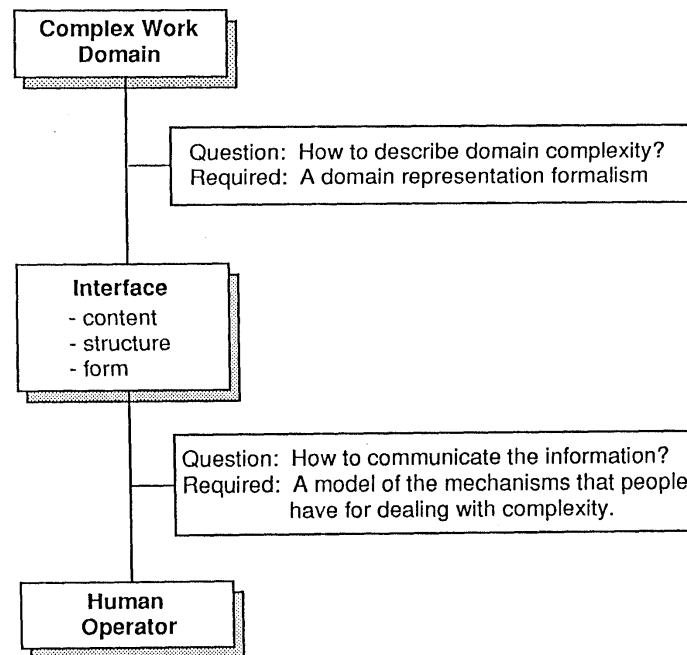 Complex Work
Domain
Question: How to describe domain complexity?
Required: A domain representation formalism
Interface
- content
- structure
- form
Question: How to communicate the information?
Required: A model of the mechanisms that people
have for dealing with complexity.
Human
Operator